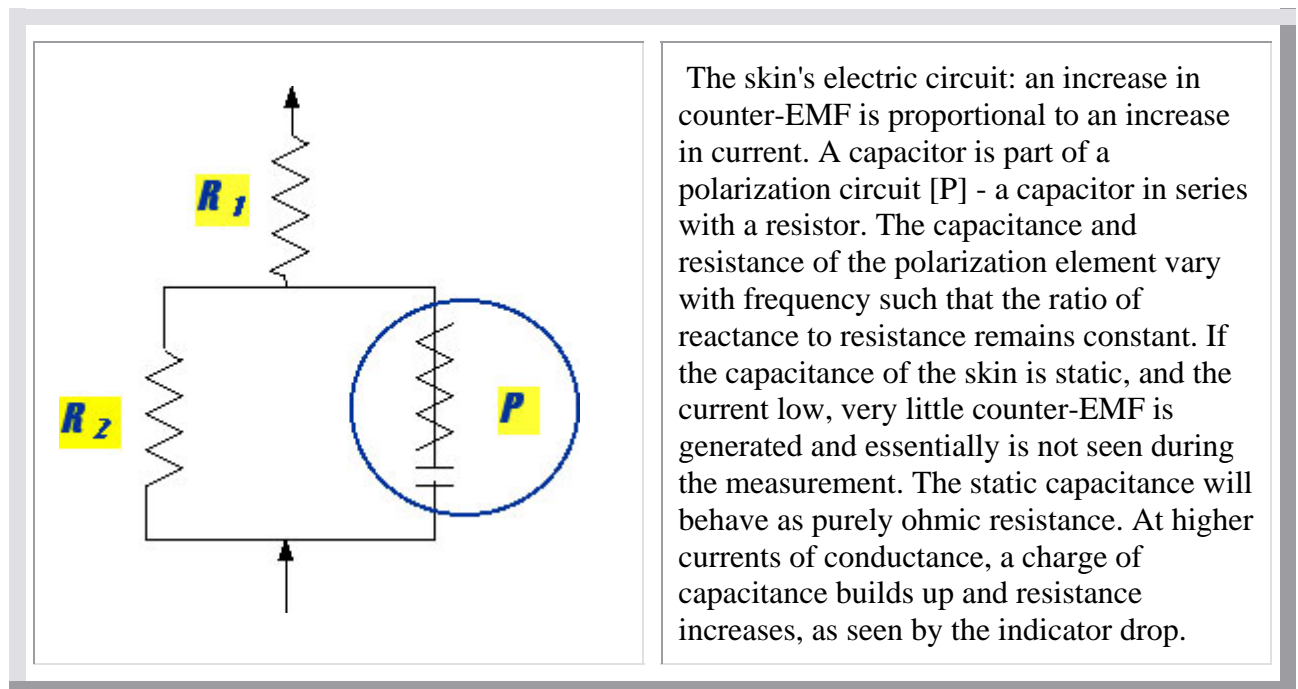 R 1
R 2
P
The skin's electric circuit: an increase in
counter-EMF is proportional to an increase
in current. A capacitor is part of a
polarization circuit [P] - a capacitor in series
with a resistor. The capacitance and
resistance of the polarization element vary
with frequency such that the ratio of
reactance to resistance remains constant. If
the capacitance of the skin is static, and the
current low, very little counter-EMF is
generated and essentially is not seen during
the measurement. The static capacitance will
behave as purely ohmic resistance. At higher
currents of conductance, a charge of
capacitance builds up and resistance
increases, as seen by the indicator drop.